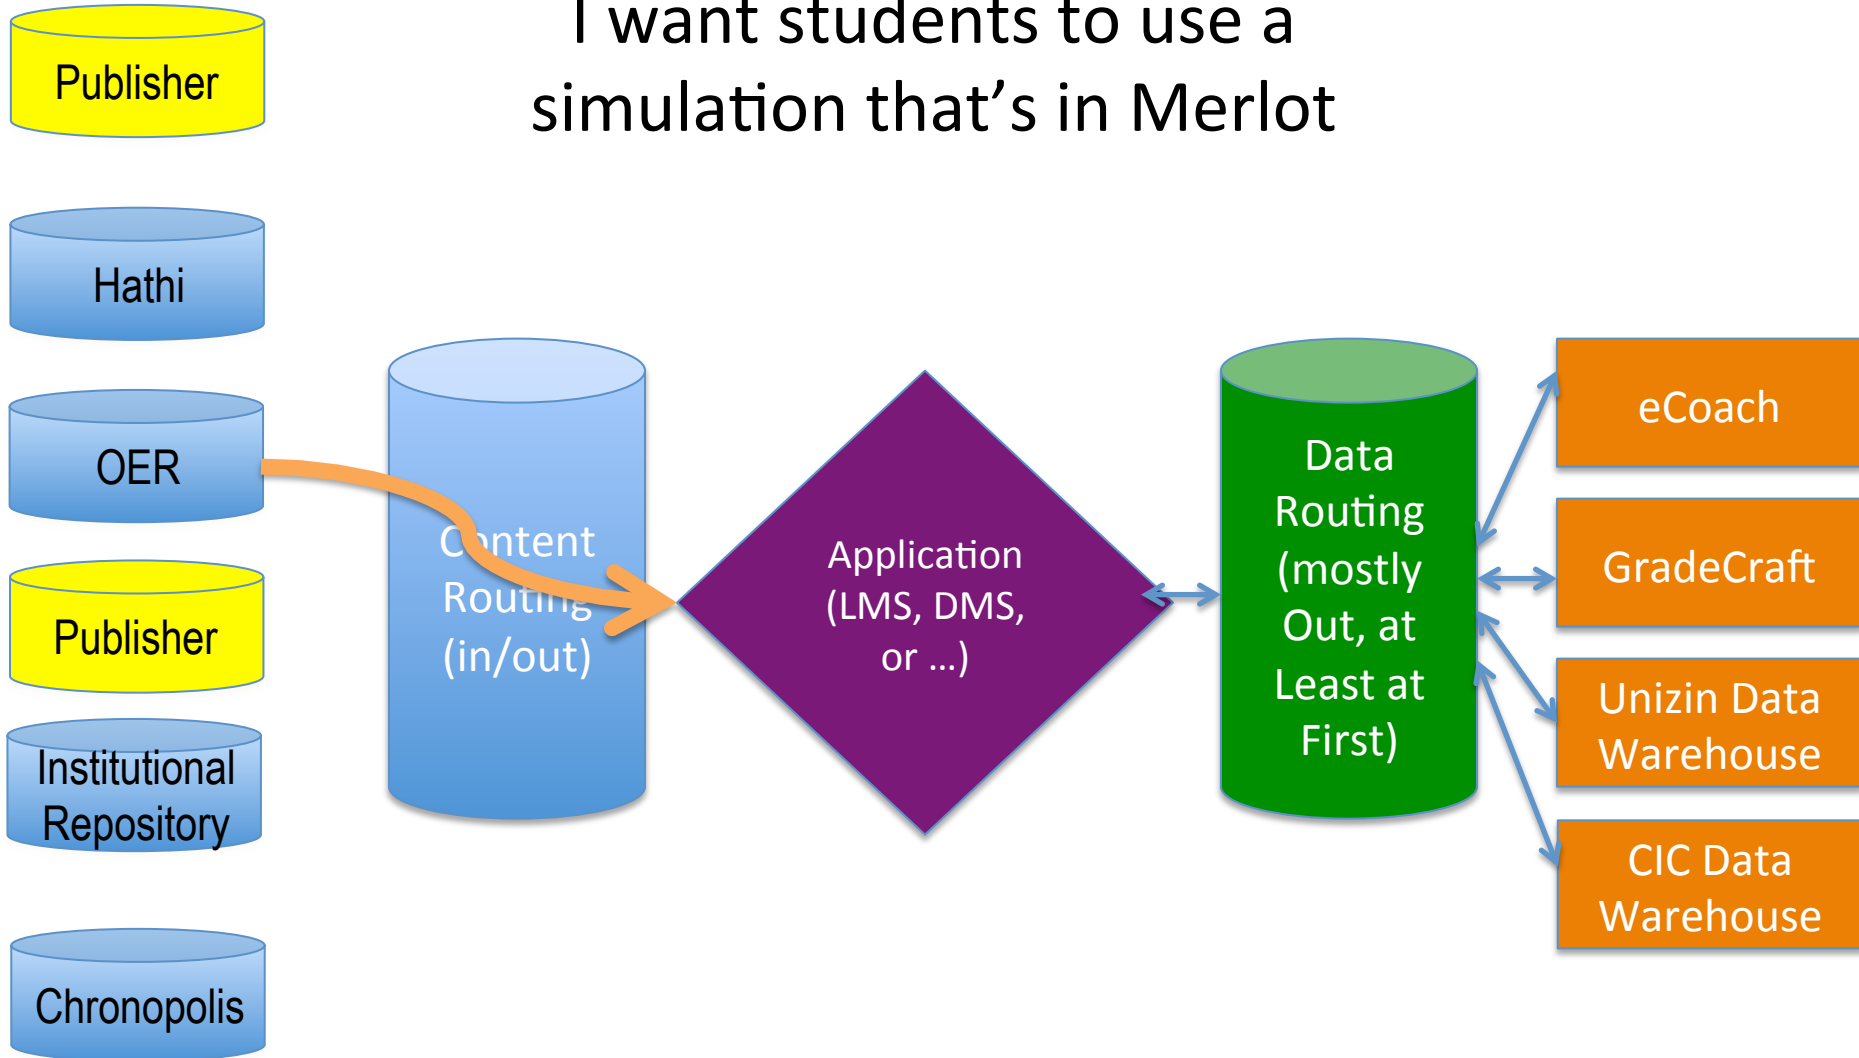 I want students to use a
simulation that’s in Merlot
Publisher
Hathi
OER
Publisher
Institutional
Repository
Chronopolis
Content
Routing
(in/out)
Application
(LMS, DMS,
or ...)
Data
Routing
(mostly
Out, at
Least at
First)
eCoach
GradeCraft
Unizin Data
Warehouse
CIC Data
Warehouse